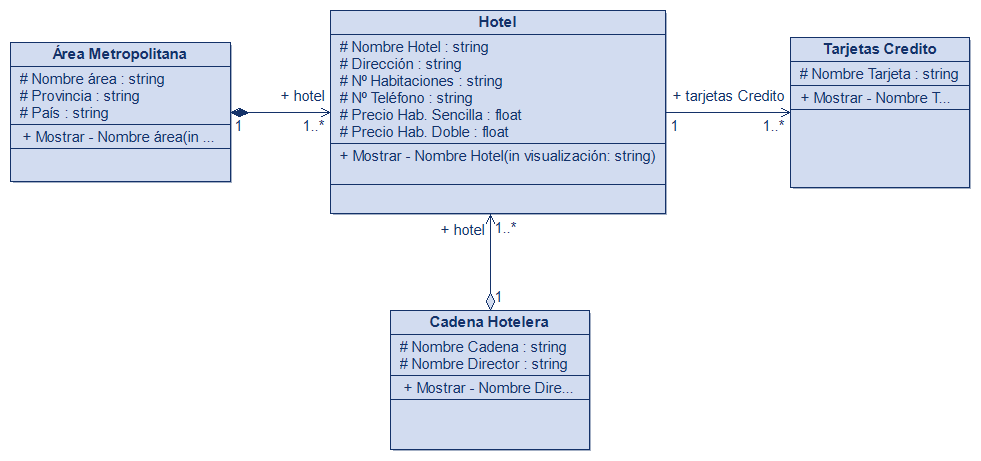 Área Metropolitana
# Nombre área : string
# Provincia : string
# País : string
+ Mostrar - Nombre área(in ...
1
+ hotel
1..*
Hotel
# Nombre Hotel : string
# Dirección : string
# Nº Habitaciones : string
# Nº Teléfono : string
# Precio Hab. Sencilla : float
# Precio Hab. Doble : float
+ Mostrar - Nombre Hotel(in visualización: string)
+ tarjetas Credito
1
1..*
Tarjetas Credito
# Nombre Tarjeta : string
+ Mostrar - Nombre T...
+ hotel
1..*
1
Cadena Hotelera
# Nombre Cadena : string
# Nombre Director : string
+ Mostrar - Nombre Dire...